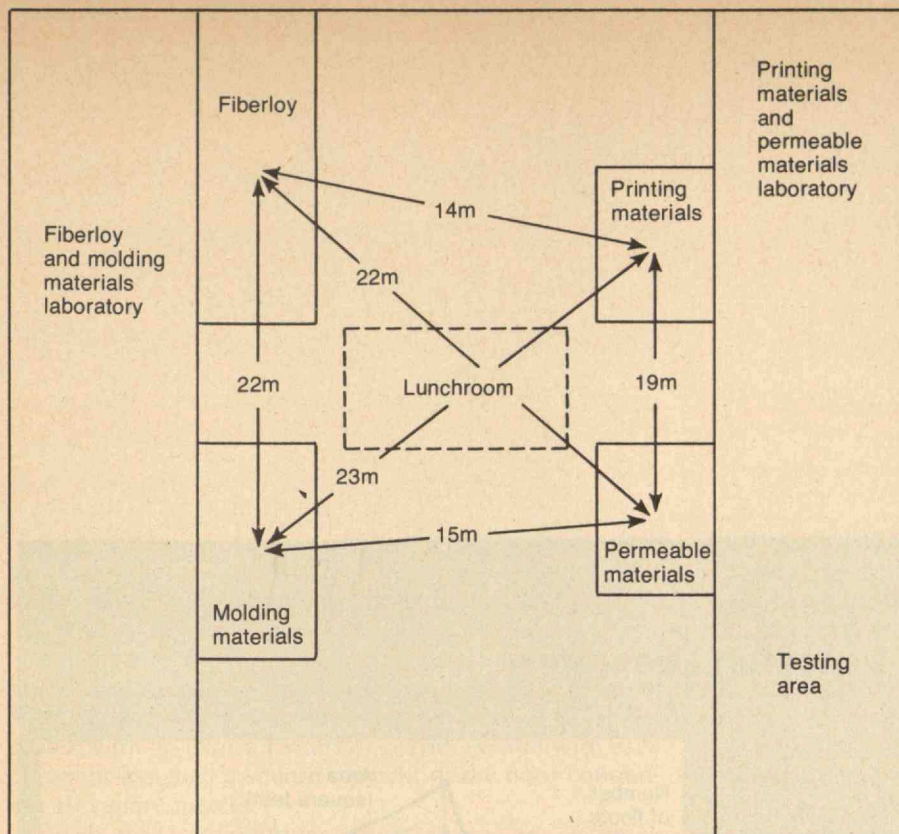 Fiberloy
Printing
materials
and
permeable
materials
laboratory
Printing
materials
14m
Fiberloy
and molding
materials
laboratory
22m
22m
Lunchroom
19m
23m
15m
Permeable
materials
Molding
materials
Testing
area